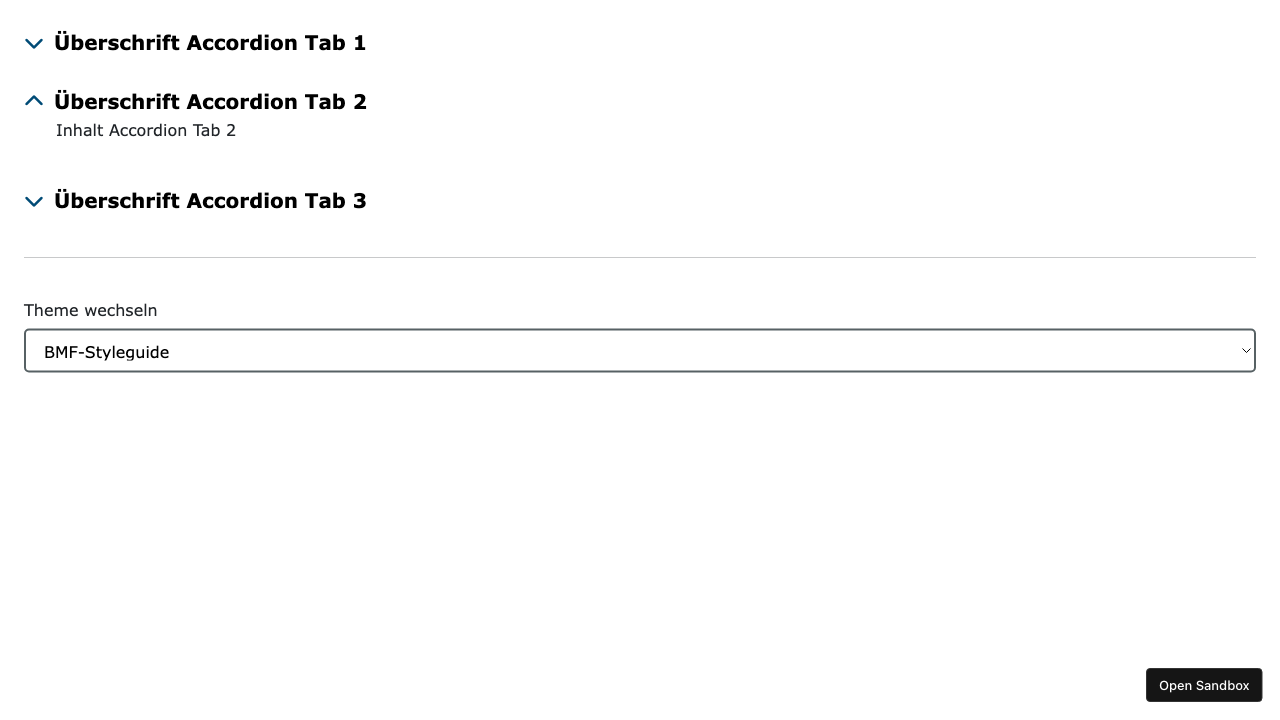 Überschrift Accordion Tab 1
Überschrift Accordion Tab 2
Inhalt Accordion Tab 2
Überschrift Accordion Tab 3
Theme wechseln
BMF-Styleguide
Open Sandbox